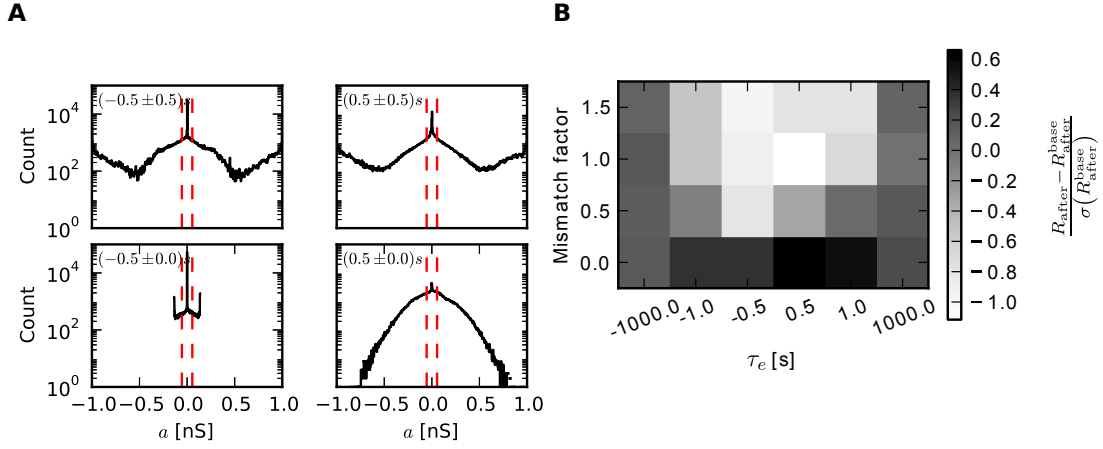 A
B
(−0.5±0.5)s
(0.5±0.5)s
Count
10⁴
10³
10²
10¹
10⁰
(−0.5±0.0)s
(0.5±0.0)s
Count
10⁴
10²
10⁰
−1.0 −0.5 0.0 0.5 1.0
−1.0 −0.5 0.0 0.5 1.0
a [nS]
a [nS]
Mismatch factor
1.5
1.0
0.5
0.0
-1000.0 -1.0 -0.5 0.5 1.0 1000.0
τₑ [s]
0.6
0.4
0.2
0.0
−0.2
−0.4
−0.6
−0.8
−1.0
R_after − R_after^base
σ(R_after^base)